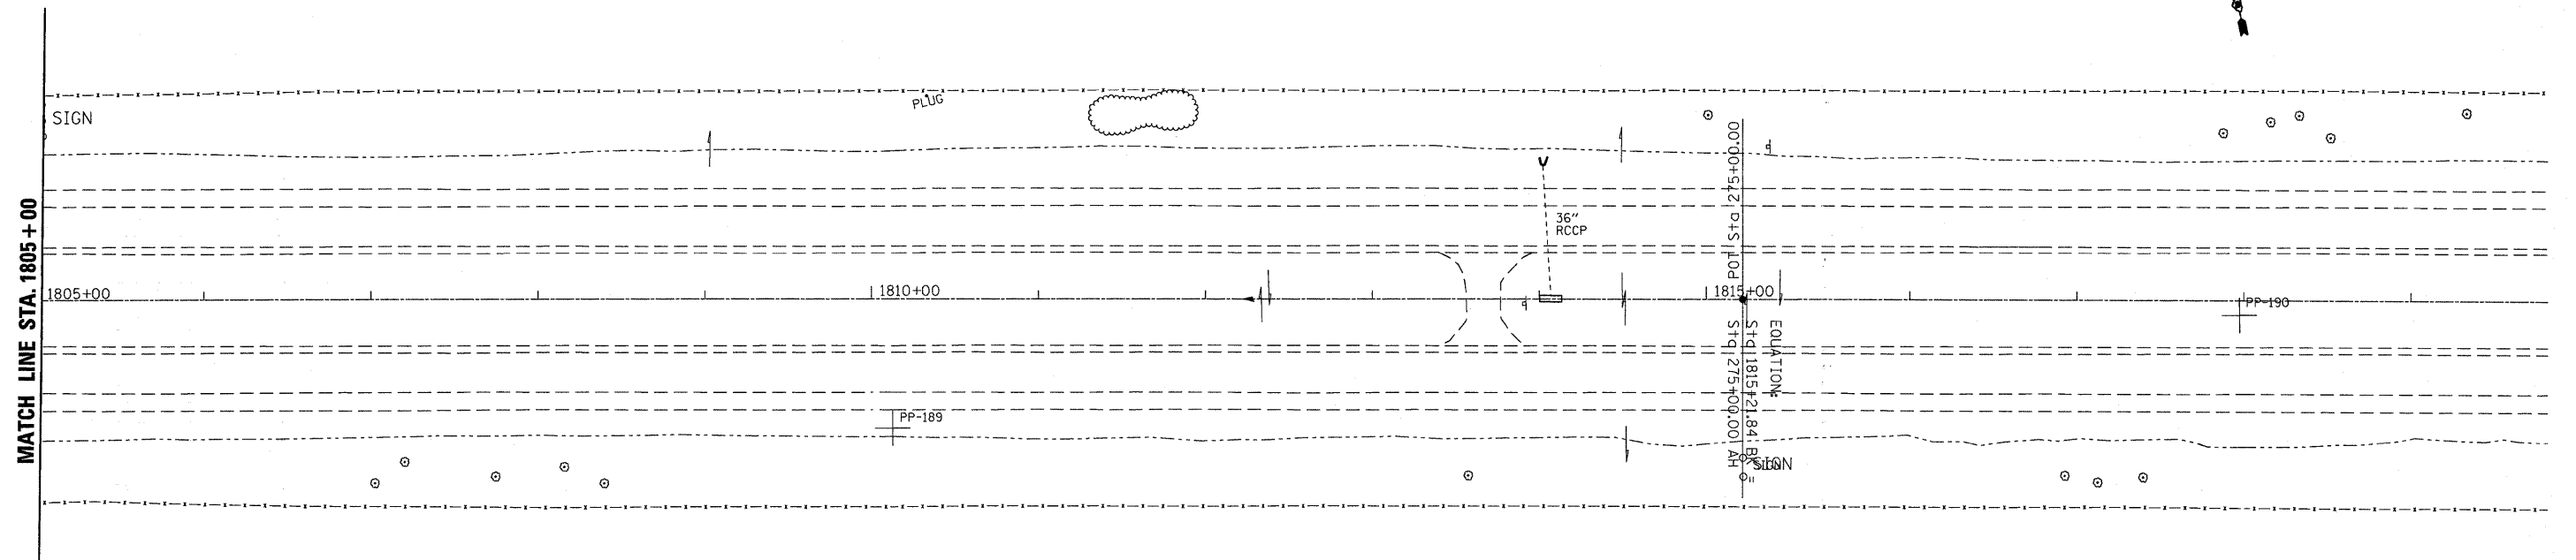 MATCH LINE STA. 1805+00
SIGN
PLUG
36"
RCCP
POT Sta 275+00.00
1805+00
1810+00
1815+00
PP-190
EQUATION:
Sta 1815+21.84 BK
Sta 275+00.00 AH
PP-189
SIGN
SIGN